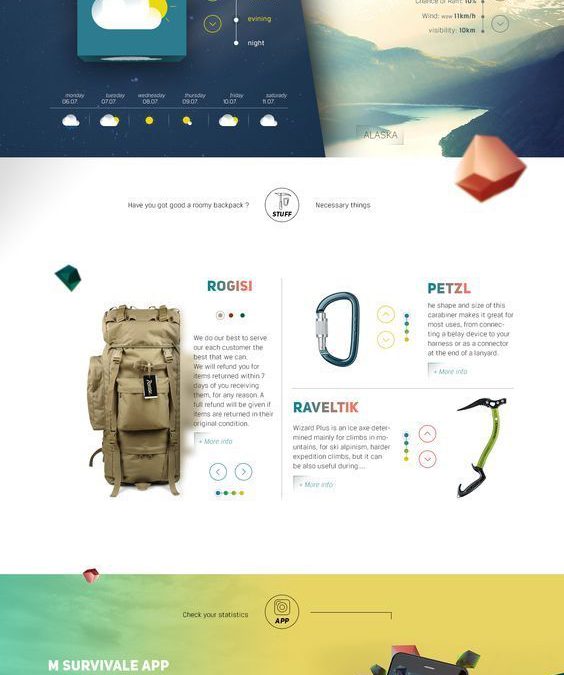 Chance of Rain: 10%
evining
Wind: wsw 11km/h
visibility: 10km
night
monday
06.07.
tuesday
07.07.
wednesday
08.07.
thursday
09.07.
friday
10.07.
saturday
11.07.
ALASKA
Have you got good a roomy backpack ?
STUFF
Necessary things
ROGISI
We do our best to serve
our each customer the
best that we can.
We will refund you for
items returned within 7
days of you receiving
them, for any reason. A
full refund will be given if
items are returned in their
original condition.
+ More info
PETZL
he shape and size of this
carabiner makes it great for
most uses, from connec-
ting a belay device to your
harness or as a connector
at the end of a lanyard.
+ More info
RAVELTIK
Wizard Plus is an ice axe deter-
mined mainly for climbs in mo-
untains, for ski alpinism, harder
expedition climbs, but it can
be also useful during....
+ More info
Check your statistics
APP
M SURVIVALE APP